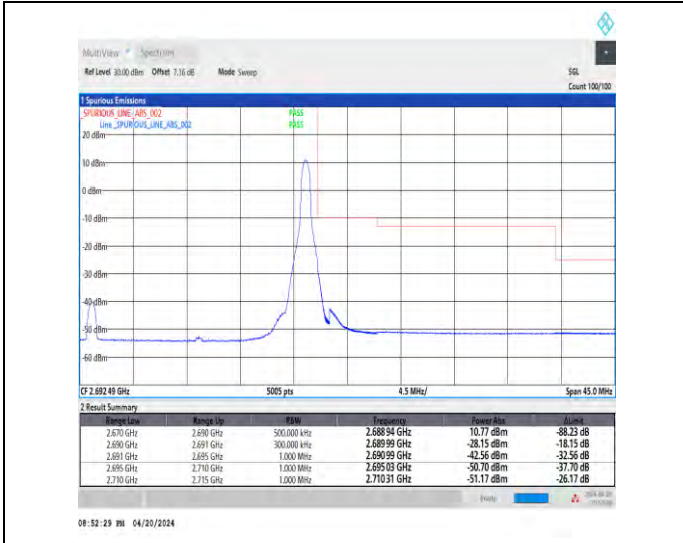 MultiView Spectrum
Ref Level 30.00 dBm Offset 7.16 dB Mode Sweep SGL
Count 100/100
1 Spurious Emissions
_SPURIOUS_LINE_ABS_002 PASS
Line _SPURIOUS_LINE_ABS_002 PASS
20 dBm
10 dBm
0 dBm
-10 dBm
-20 dBm
-30 dBm
-40 dBm
-50 dBm
-60 dBm
CF 2.692 49 GHz 5005 pts 4.5 MHz/ Span 45.0 MHz
2 Result Summary
Range Low Range Up RBW Frequency Power Abs ΔLimit
2.670 GHz 2.690 GHz 500.000 kHz 2.688 94 GHz 10.77 dBm -88.23 dB
2.690 GHz 2.691 GHz 300.000 kHz 2.689 99 GHz -28.15 dBm -18.15 dB
2.691 GHz 2.695 GHz 1.000 MHz 2.690 99 GHz -42.56 dBm -32.56 dB
2.695 GHz 2.710 GHz 1.000 MHz 2.695 03 GHz -50.70 dBm -37.70 dB
2.710 GHz 2.715 GHz 1.000 MHz 2.710 31 GHz -51.17 dBm -26.17 dB
08:52:29 PM 04/20/2024